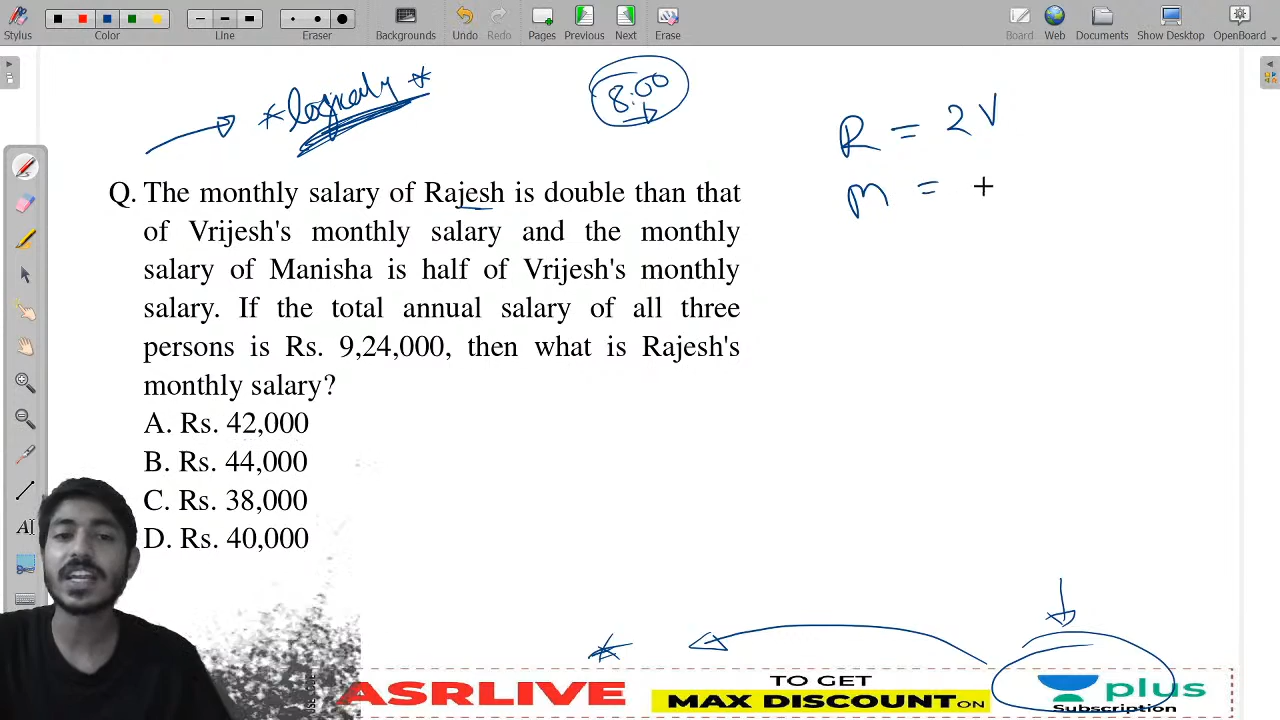 Stylus
Color
Line
Eraser
Backgrounds
Undo
Redo
Pages
Previous
Next
Erase
Board
Web
Documents
Show Desktop
OpenBoard
*logically*
8:00
R = 2V
M =
Q. The monthly salary of Rajesh is double than that
of Vrijesh's monthly salary and the monthly
salary of Manisha is half of Vrijesh's monthly
salary. If the total annual salary of all three
persons is Rs. 9,24,000, then what is Rajesh's
monthly salary?
A. Rs. 42,000
B. Rs. 44,000
C. Rs. 38,000
D. Rs. 40,000
AI
ASRLIVE
TO GET
MAX DISCOUNT ON
plus
Subscription